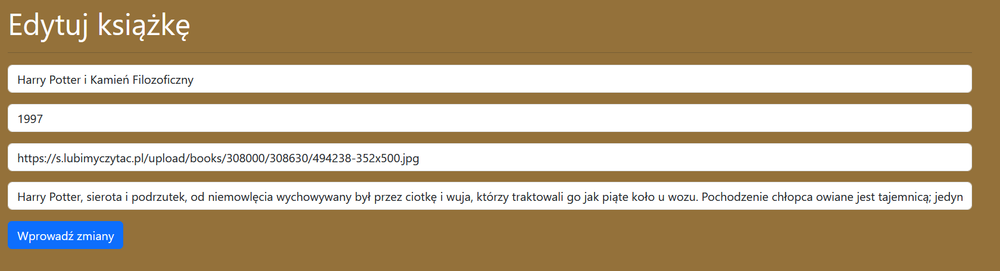 Edytuj książkę
Harry Potter i Kamień Filozoficzny
1997
https://s.lubimyczytac.pl/upload/books/308000/308630/494238-352x500.jpg
Harry Potter, sierota i podrzutek, od niemowlęcia wychowywany był przez ciotkę i wuja, którzy traktowali go jak piąte koło u wozu. Pochodzenie chłopca owiane jest tajemnicą; jedyn
Wprowadź zmiany